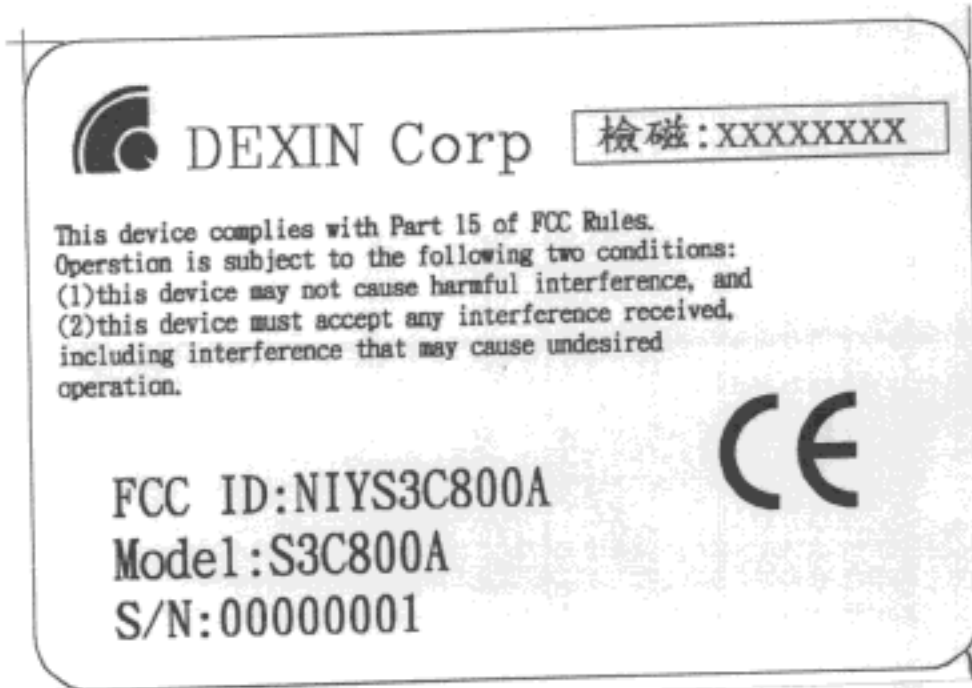 DEXIN Corp 檢磁:XXXXXXXX
This device complies with Part 15 of FCC Rules.
Operstion is subject to the following two conditions:
(1)this device may not cause harmful interference, and
(2)this device must accept any interference received,
including interference that may cause undesired
operation.
CE
FCC ID:NIYS3C800A
Model:S3C800A
S/N:00000001